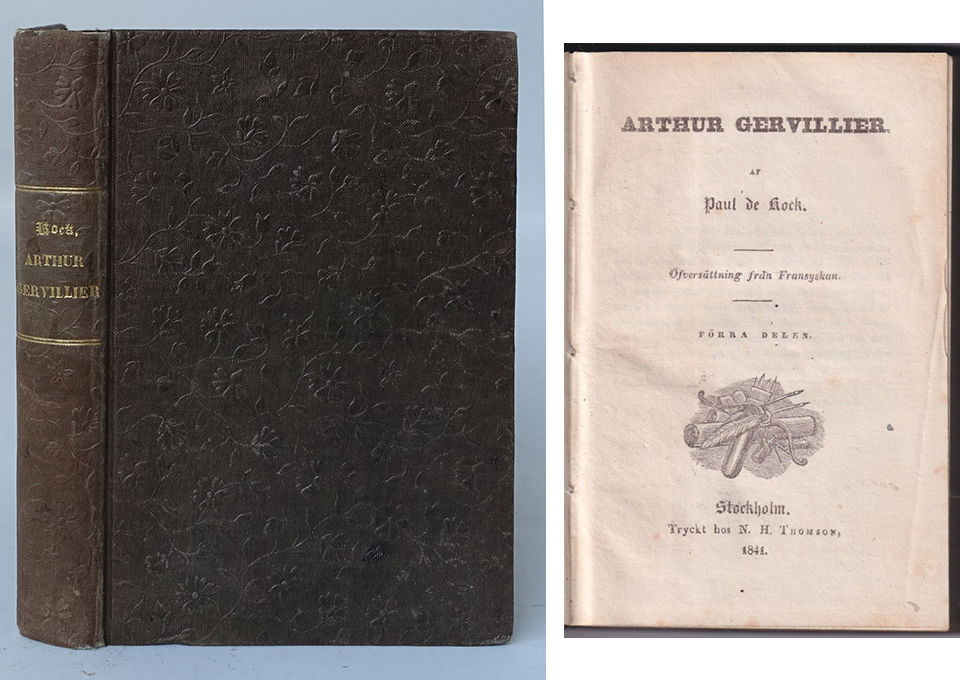 Kock,
ARTHUR
GERVILLIER
ARTHUR GERVILLIER.
AF
Paul de Kock.
Öfversättning från Fransyskan.
FÖRRA DELEN.
Stockholm.
Tryckt hos N. H. THOMSON,
1841.